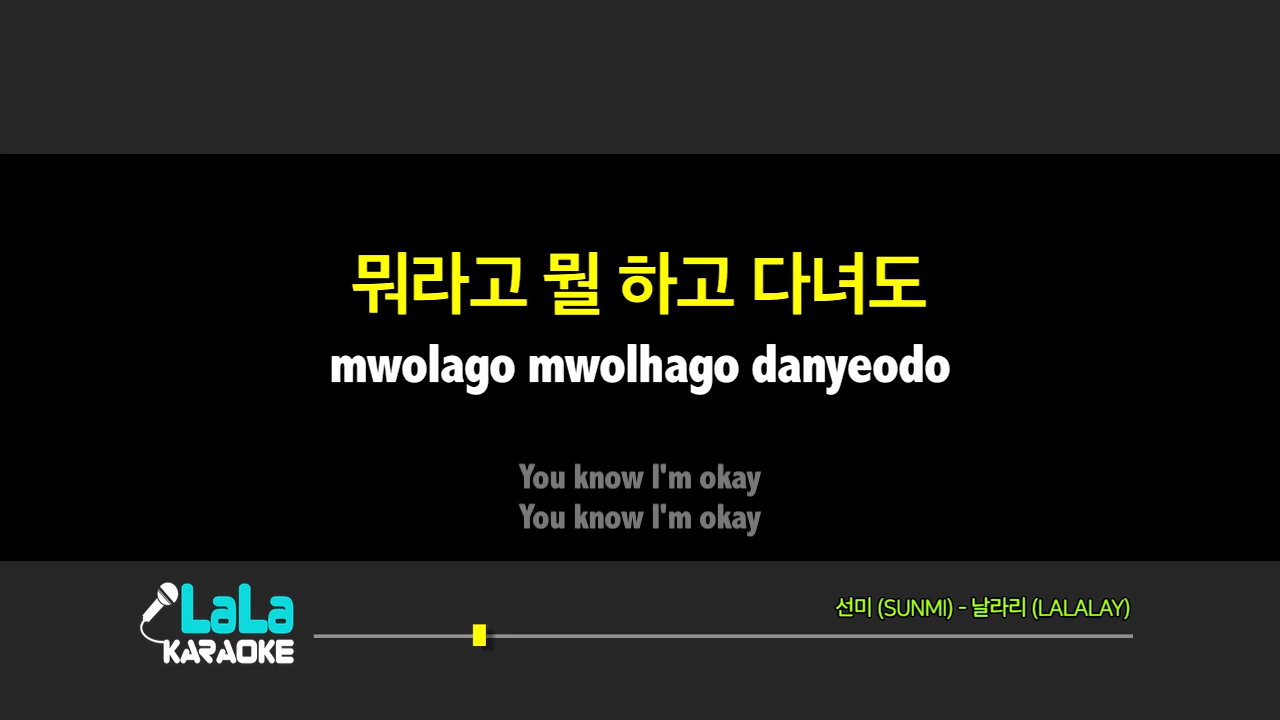 뭐라고 뭘 하고 다녀도
mwolago mwolhago danyeodo
You know I'm okay
You know I'm okay
LaLa
KARAOKE
선미 (SUNMI) - 날라리 (LALALAY)